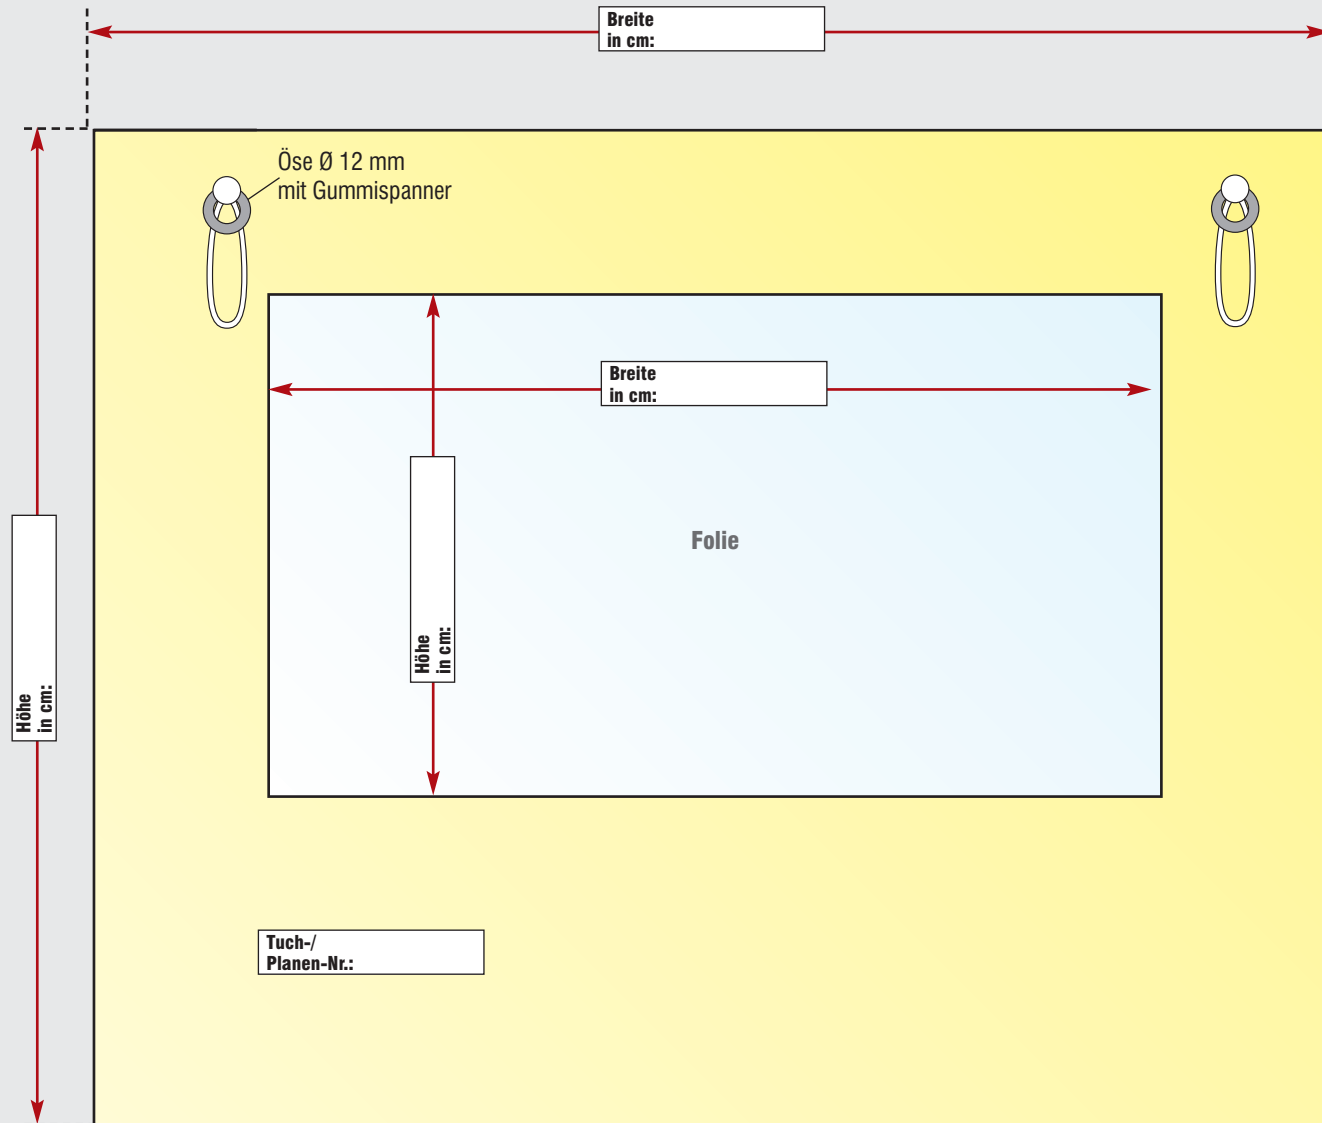 Breite
in cm:
Öse Ø 12 mm
mit Gummispanner
Breite
in cm:
Höhe
in cm:
Folie
Höhe
in cm:
Tuch-/
Planen-Nr.: